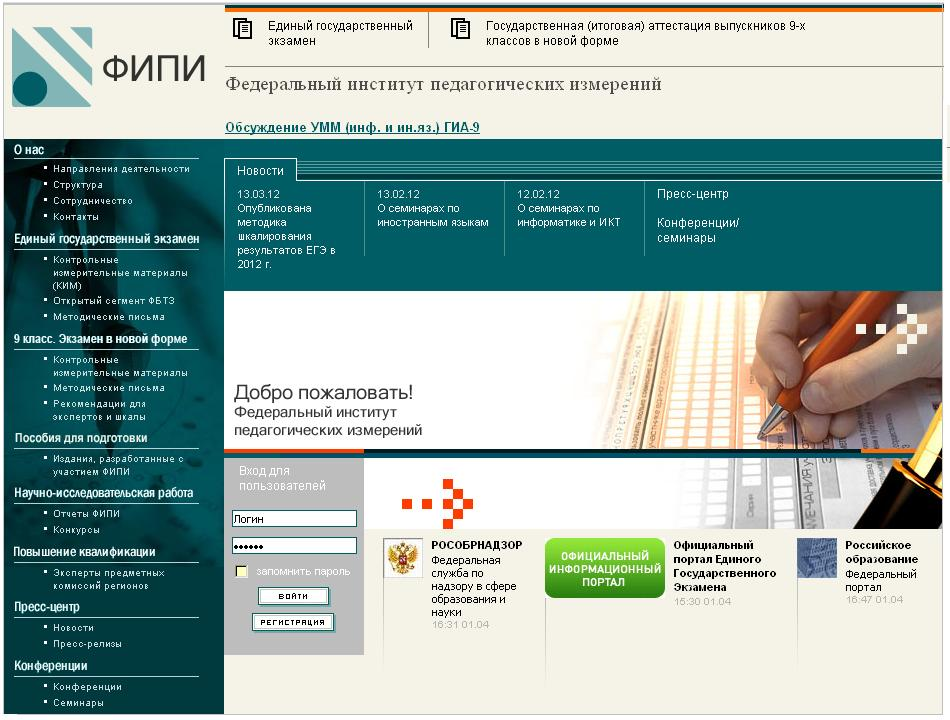 Единый государственный
экзамен
Государственная (итоговая) аттестация выпускников 9-х
классов в новой форме
ФИПИ
Федеральный институт педагогических измерений
Обсуждение УММ (инф. и ин.яз.) ГИА-9
О нас
Направления деятельности
Структура
Сотрудничество
Контакты
Единый государственный экзамен
Контрольные
измерительные материалы
(КИМ)
Открытый сегмент ФБТЗ
Методические письма
9 класс. Экзамен в новой форме
Контрольные
измерительные материалы
Методические письма
Рекомендации для
экспертов и шкалы
Пособия для подготовки
Издания, разработанные с
участием ФИПИ
Научно-исследовательская работа
Отчеты ФИПИ
Конкурсы
Повышение квалификации
Эксперты предметных
комиссий регионов
Пресс-центр
Новости
Пресс-релизы
Конференции
Конференции
Семинары
Новости
13.03.12
Опубликована
методика
шкалирования
результатов ЕГЭ в
2012 г.
13.02.12
О семинарах по
иностранным языкам
12.02.12
О семинарах по
информатике и ИКТ
Пресс-центр
Конференции/
семинары
Добро пожаловать!
Федеральный институт
педагогических измерений
Вход для
пользователей
Логин
••••••
запомнить пароль
ВОЙТИ
РЕГИСТРАЦИЯ
РОСОБРНАДЗОР
Федеральная
служба по
надзору в сфере
образования и
науки
16:31 01.04
ОФИЦИАЛЬНЫЙ
ИНФОРМАЦИОННЫЙ
ПОРТАЛ
Официальный
портал Единого
Государственного
Экзамена
15:30 01.04
Российское
образование
Федеральный
портал
16:47 01.04